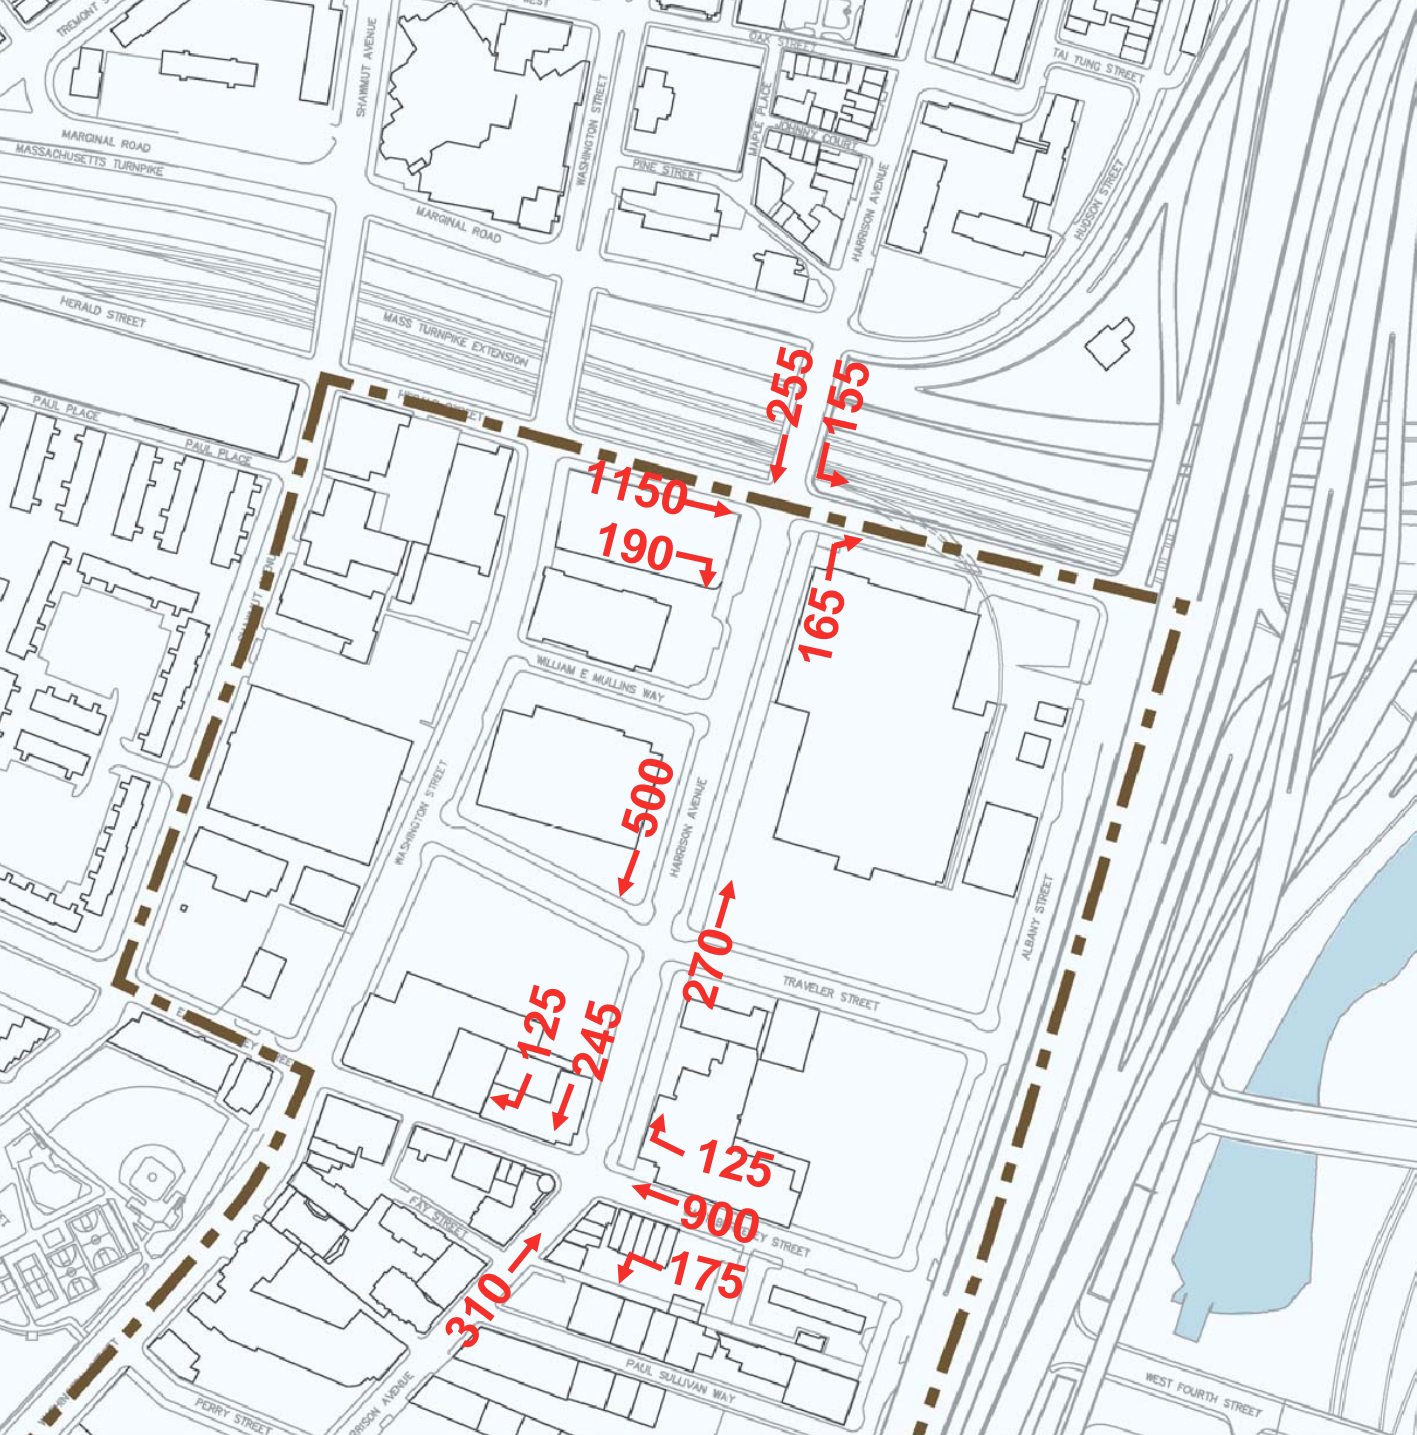 SHAWMUT AVENUE
OAK STREET
TAI TUNG STREET
WASHINGTON STREET
MAPLE PLACE
JOHNNY COURT
MARGINAL ROAD
MASSACHUSETTS TURNPIKE
PINE STREET
HARRISON AVENUE
HUDSON STREET
MARGINAL ROAD
HERALD STREET
MASS TURNPIKE EXTENSION
255
155
PAUL PLACE
PAUL PLACE
1150
190
165
WILLIAM E MULLINS WAY
500
WASHINGTON STREET
HARRISON AVENUE
ALBANY STREET
270
TRAVELER STREET
125
245
125
900
175
FAY STREET
310
PAUL SULLIVAN WAY
WEST FOURTH STREET
PERRY STREET